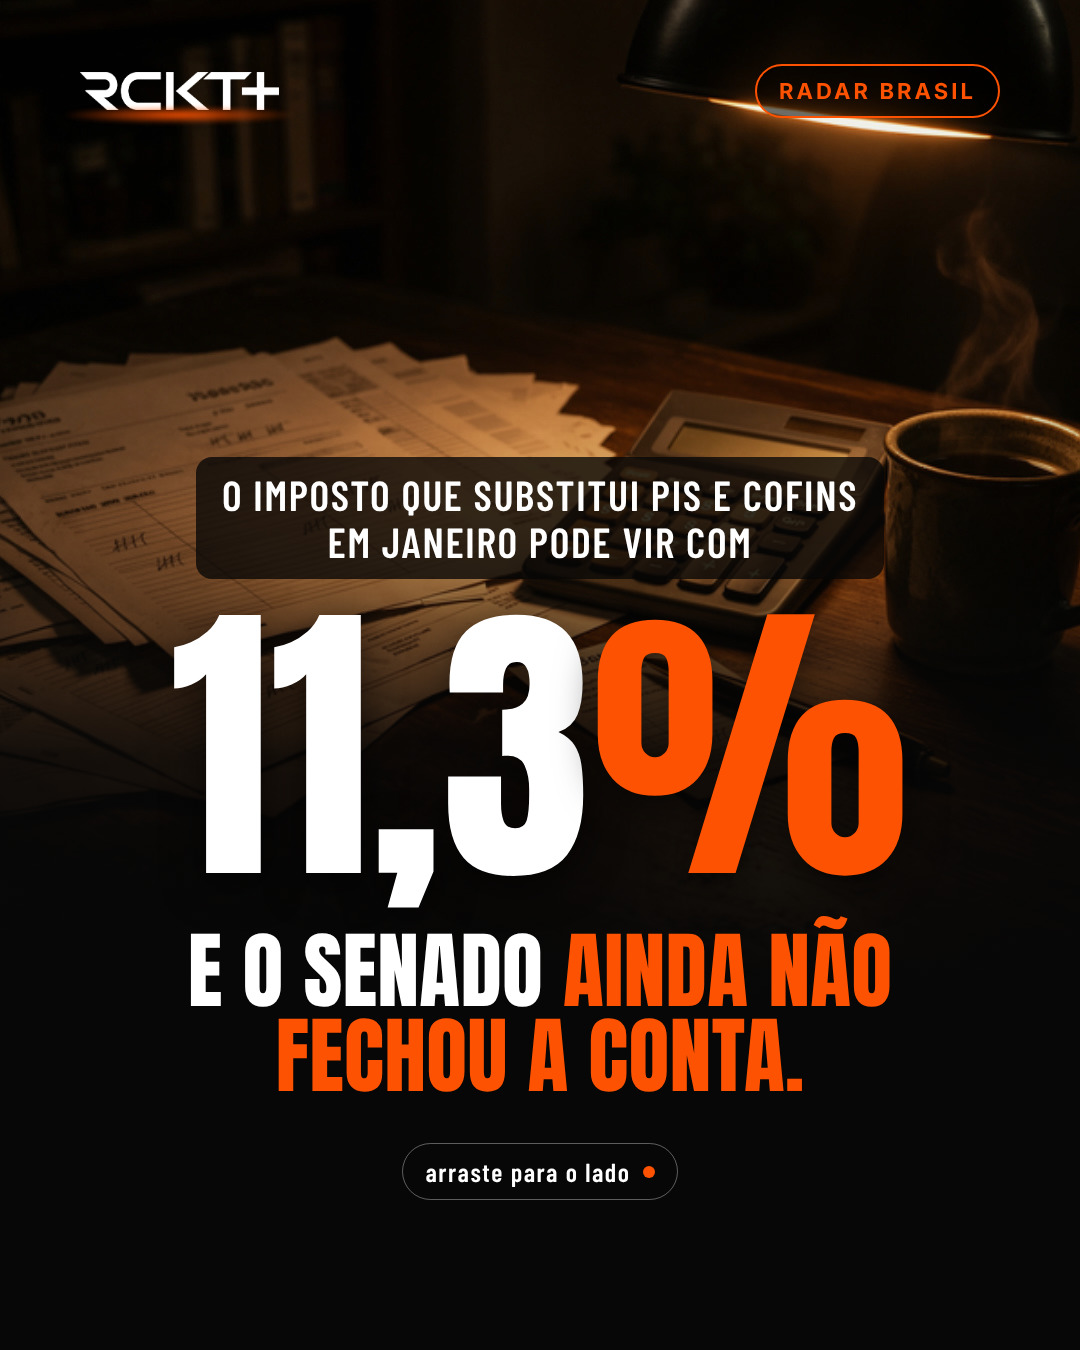 RCKT+
RADAR BRASIL
O IMPOSTO QUE SUBSTITUI PIS E COFINS
EM JANEIRO PODE VIR COM
11,3%
E O SENADO AINDA NÃO
FECHOU A CONTA.
arraste para o lado